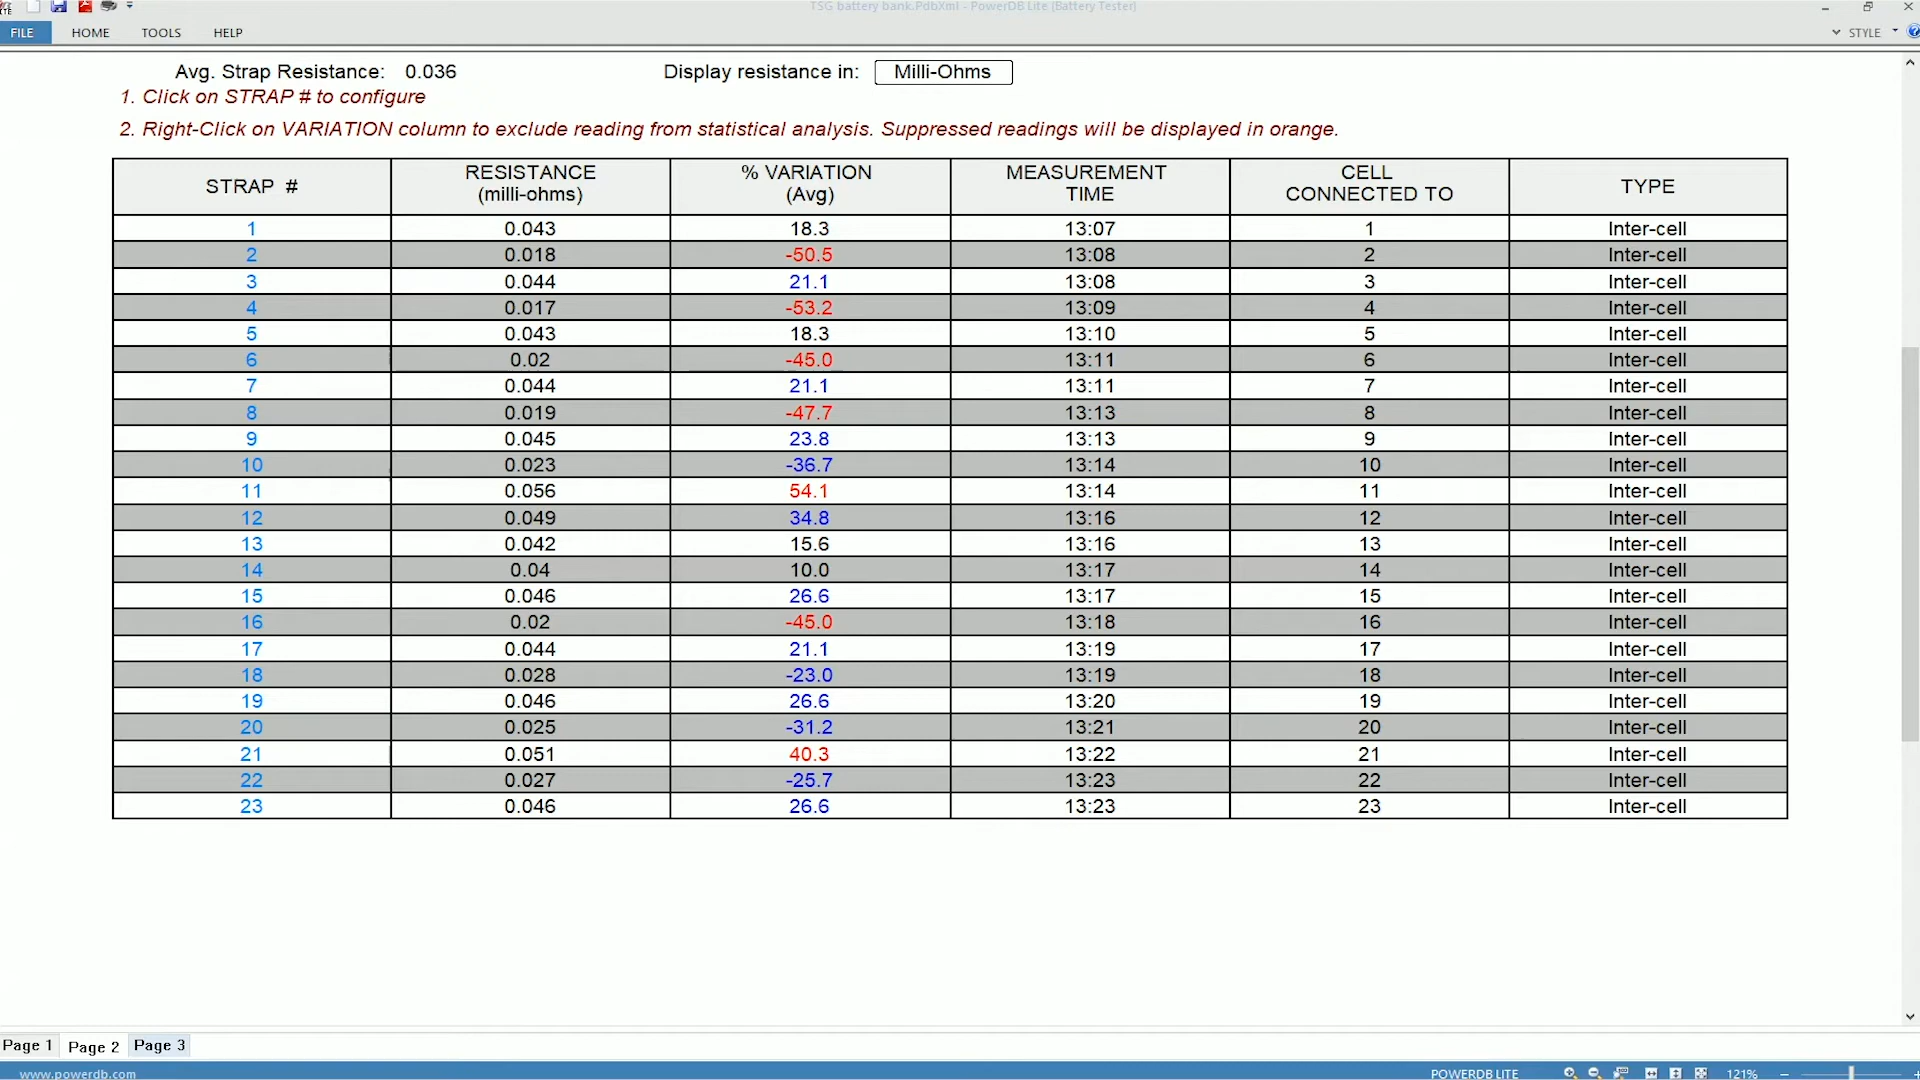 TSG battery bank.PdbXml - PowerDB Lite (Battery Tester)
FILE HOME TOOLS HELP STYLE
Avg. Strap Resistance: 0.036 Display resistance in: Milli-Ohms
1. Click on STRAP # to configure
2. Right-Click on VARIATION column to exclude reading from statistical analysis. Suppressed readings will be displayed in orange.
STRAP # RESISTANCE (milli-ohms) % VARIATION (Avg) MEASUREMENT TIME CELL CONNECTED TO TYPE
1 0.043 18.3 13:07 1 Inter-cell
2 0.018 -50.5 13:08 2 Inter-cell
3 0.044 21.1 13:08 3 Inter-cell
4 0.017 -53.2 13:09 4 Inter-cell
5 0.043 18.3 13:10 5 Inter-cell
6 0.02 -45.0 13:11 6 Inter-cell
7 0.044 21.1 13:11 7 Inter-cell
8 0.019 -47.7 13:13 8 Inter-cell
9 0.045 23.8 13:13 9 Inter-cell
10 0.023 -36.7 13:14 10 Inter-cell
11 0.056 54.1 13:14 11 Inter-cell
12 0.049 34.8 13:16 12 Inter-cell
13 0.042 15.6 13:16 13 Inter-cell
14 0.04 10.0 13:17 14 Inter-cell
15 0.046 26.6 13:17 15 Inter-cell
16 0.02 -45.0 13:18 16 Inter-cell
17 0.044 21.1 13:19 17 Inter-cell
18 0.028 -23.0 13:19 18 Inter-cell
19 0.046 26.6 13:20 19 Inter-cell
20 0.025 -31.2 13:21 20 Inter-cell
21 0.051 40.3 13:22 21 Inter-cell
22 0.027 -25.7 13:23 22 Inter-cell
23 0.046 26.6 13:23 23 Inter-cell
Page 1 Page 2 Page 3
www.powerdb.com POWERDB LITE 121%